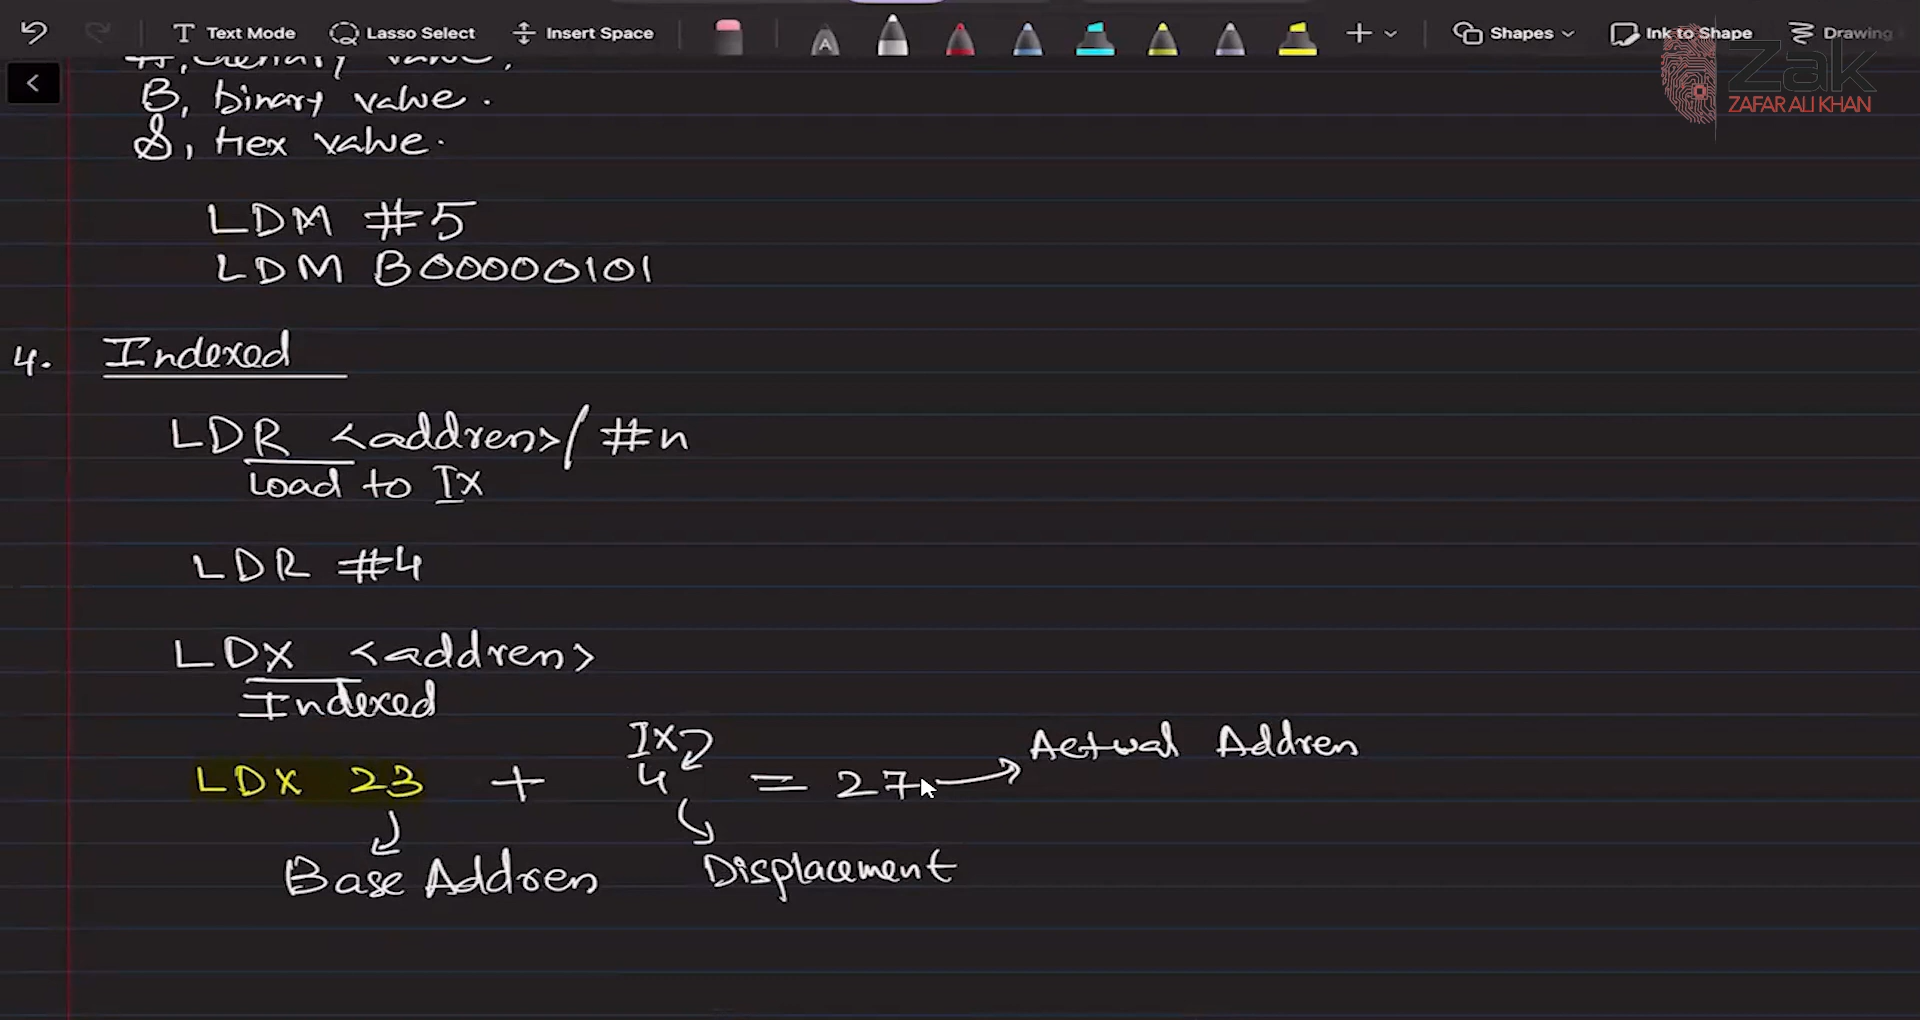 Text Mode Lasso Select Insert Space Shapes Ink to Shape Drawing
Zak
ZAFAR ALI KHAN
#, denary value.
B, binary value.
&, Hex value.
LDM #5
LDM B00000101
4. Indexed
LDR <address>/ #n
Load to IX
LDR #4
LDX <address>
Indexed
IX
LDX 23 + 4 = 27 → Actual Address
Base Address Displacement